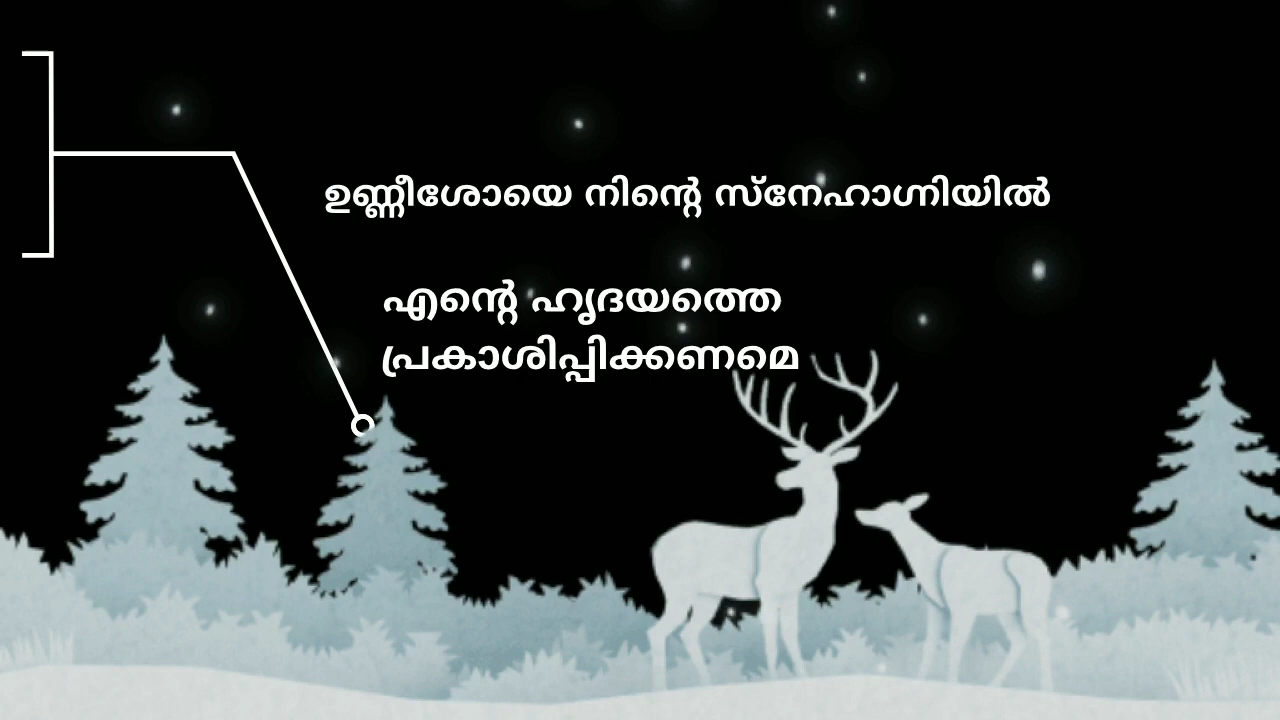 ഉണ്ണീശോയെ നിന്റെ സ്നേഹാഗ്നിയിൽ
എന്റെ ഹൃദയത്തെ
പ്രകാശിപ്പിക്കണമെ